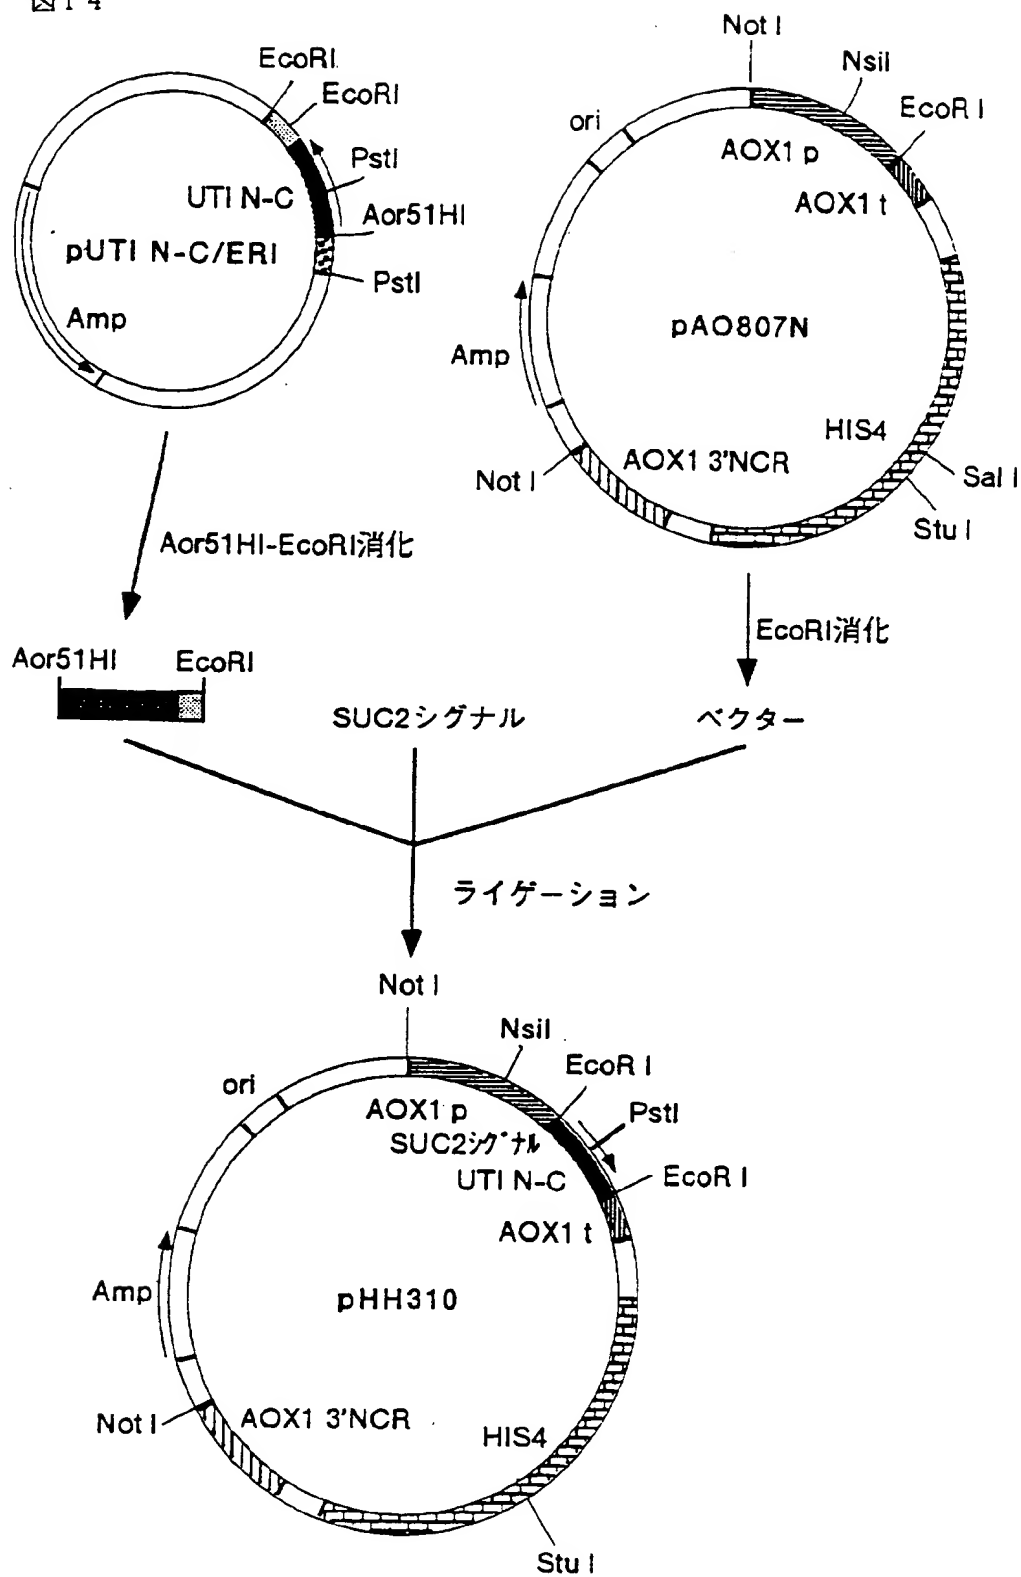 図14
EcoRI
EcoRI
PstI
UTI N-C
Aor51HI
pUTI N-C/ERI
PstI
Amp
Not I
NsiI
EcoR I
ori
AOX1 p
AOX1 t
pAO807N
Amp
HIS4
AOX1 3'NCR
Not I
Sal I
Stu I
Aor51HI-EcoRI消化
EcoRI消化
Aor51HI
EcoRI
SUC2シグナル
ベクター
ライゲーション
Not I
NsiI
EcoR I
ori
AOX1 p
PstI
SUC2ｼｸﾞﾅﾙ
UTI N-C
EcoR I
AOX1 t
Amp
pHH310
Not I
AOX1 3'NCR
HIS4
Stu I